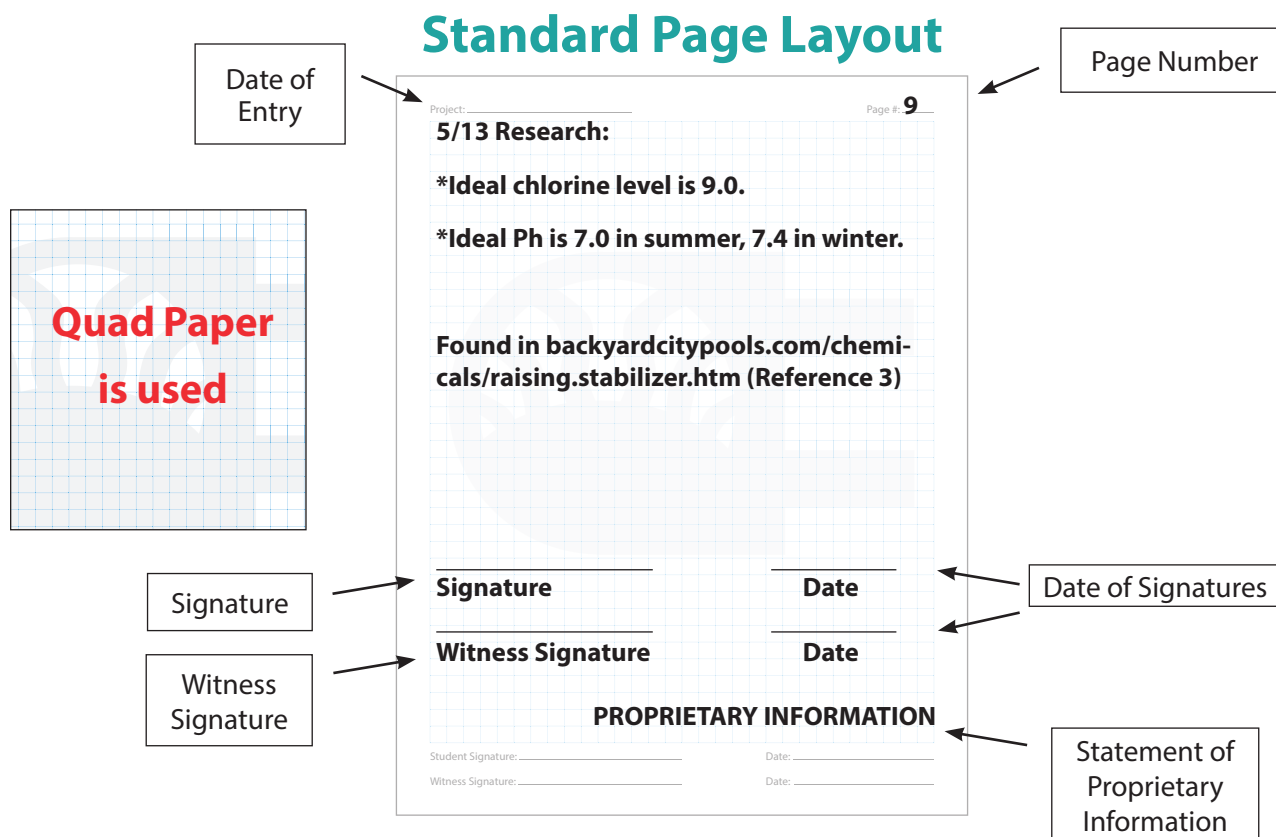 Standard Page Layout
Date of
Entry
Page Number
Project:
Page #: 9
5/13 Research:
*Ideal chlorine level is 9.0.
*Ideal Ph is 7.0 in summer, 7.4 in winter.
Quad Paper
is used
Found in backyardcitypools.com/chemi-
cals/raising.stabilizer.htm (Reference 3)
Signature
Signature Date
Date of Signatures
Witness Signature Date
Witness
Signature
PROPRIETARY INFORMATION
Student Signature: Date:
Witness Signature: Date:
Statement of
Proprietary
Information